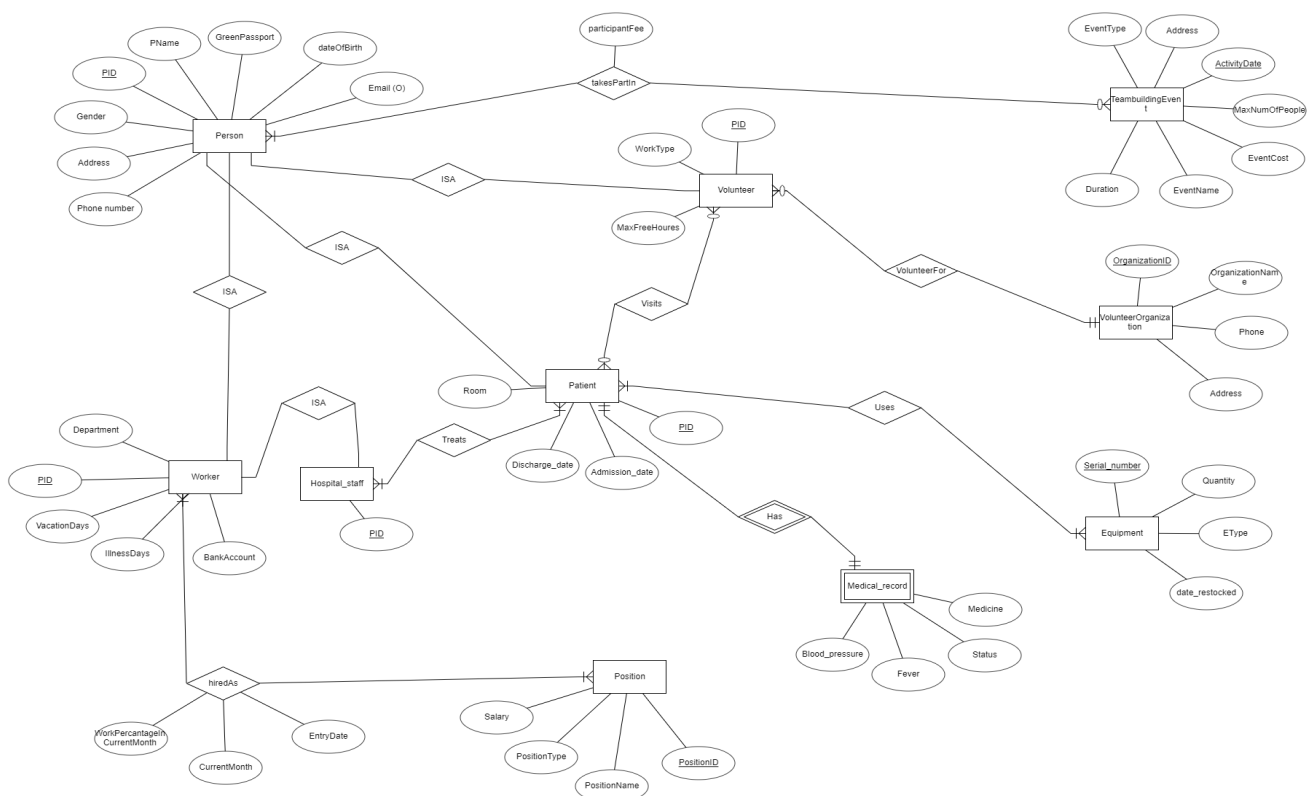 participantFee
EventType
Address
GreenPassport
PName
dateOfBirth
ActivityDate
PID
takesPartIn
Email (O)
TeambuildingEven
t
MaxNumOfPeople
Gender
Person
PID
WorkType
EventCost
Address
ISA
Volunteer
Duration
EventName
Phone number
MaxFreeHoures
ISA
OrganizationID
VolunteerFor
OrganizationNam
e
ISA
Visits
VolunteerOrganiza
tion
Phone
Room
Patient
Address
ISA
Uses
Department
Treats
PID
Discharge_date
Admission_date
Serial_number
Worker
PID
Hospital_staff
Quantity
Has
VacationDays
PID
Equipment
EType
IllnessDays
BankAccount
Medical_record
date_restocked
Medicine
Blood_pressure
Status
Fever
hiredAs
Position
Salary
WorkPercantageIn
CurrentMonth
EntryDate
PositionType
PositionID
CurrentMonth
PositionName